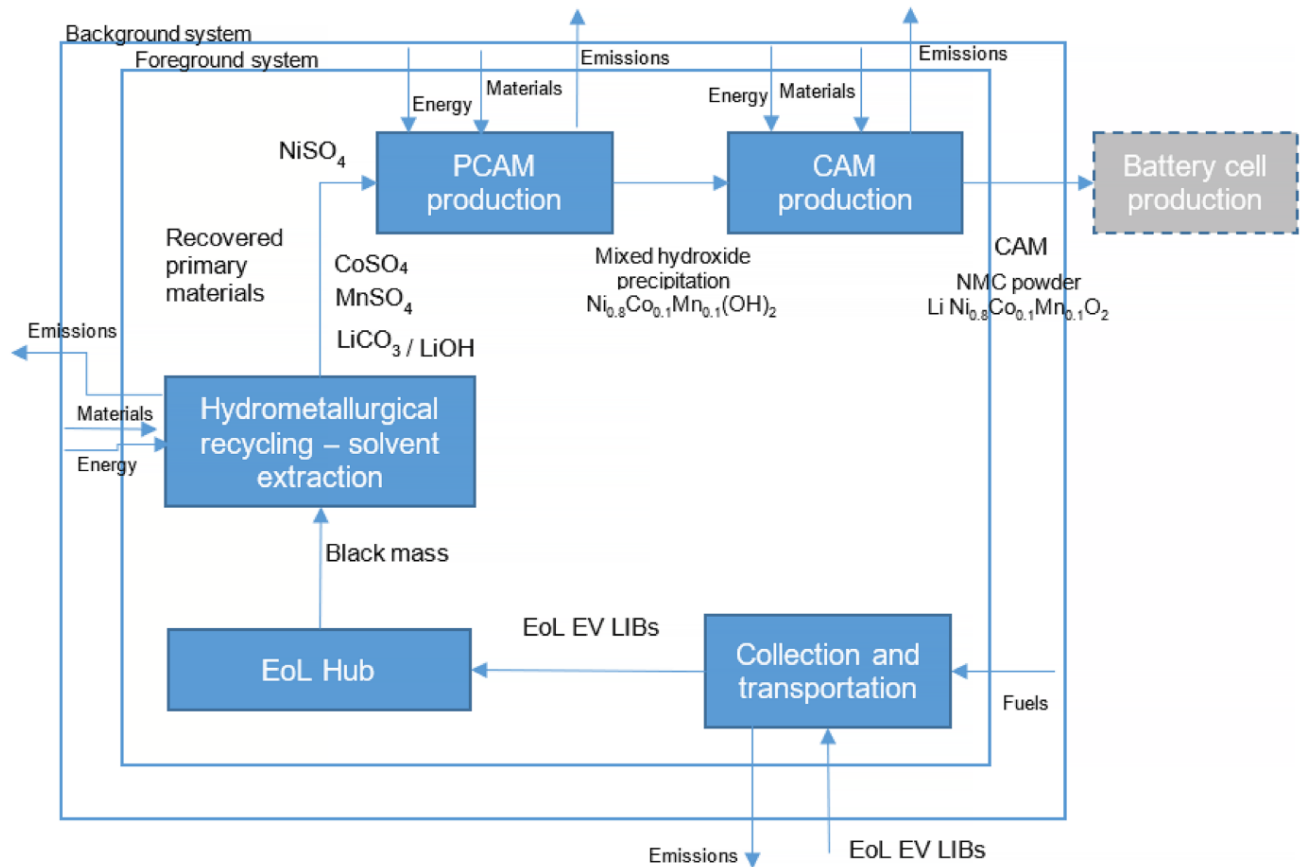 Background system
Foreground system
Emissions
Emissions
Energy
Materials
Energy
Materials
NiSO₄
PCAM
production
CAM
production
Battery cell
production
Recovered
primary
materials
CoSO₄
MnSO₄
LiCO₃ / LiOH
Mixed hydroxide
precipitation
Ni₀.₈Co₀.₁Mn₀.₁(OH)₂
CAM
NMC powder
Li Ni₀.₈Co₀.₁Mn₀.₁O₂
Emissions
Materials
Energy
Hydrometallurgical
recycling – solvent
extraction
Black mass
EoL Hub
EoL EV LIBs
Collection and
transportation
Fuels
Emissions
EoL EV LIBs